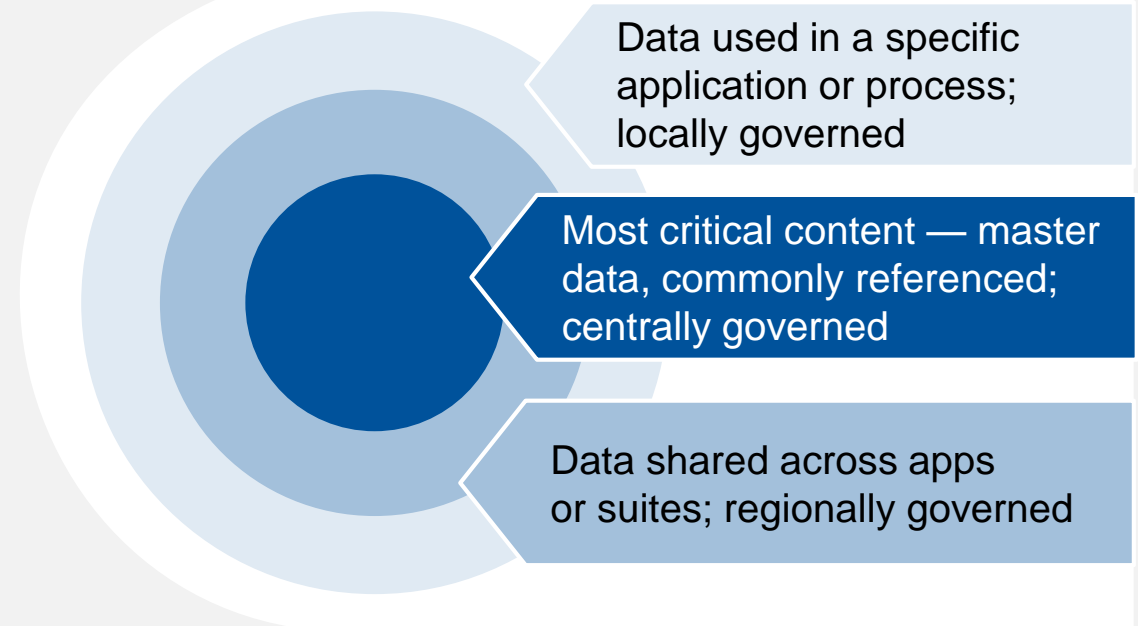 Data used in a specific
application or process;
locally governed
Most critical content — master
data, commonly referenced;
centrally governed
Data shared across apps
or suites; regionally governed